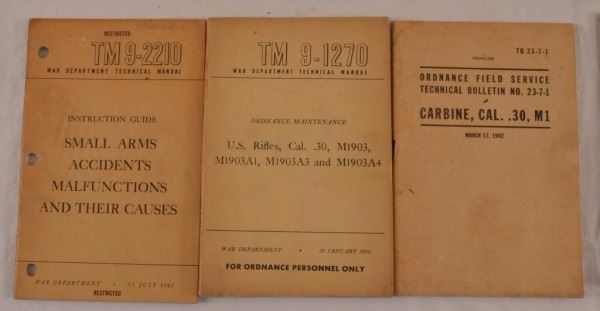 RESTRICTED
TM 9-2210
WAR DEPARTMENT TECHNICAL MANUAL
INSTRUCTION GUIDE
SMALL ARMS
ACCIDENTS
MALFUNCTIONS
AND THEIR CAUSES
WAR DEPARTMENT • 11 JULY 1942
RESTRICTED
TM 9-1270
WAR DEPARTMENT TECHNICAL MANUAL
ORDNANCE MAINTENANCE
U.S. Rifles, Cal. .30, M1903,
M1903A1, M1903A3 and M1903A4
WAR DEPARTMENT • 20 JANUARY 1944
FOR ORDNANCE PERSONNEL ONLY
TB 23-7-1
RESTRICTED
ORDNANCE FIELD SERVICE
TECHNICAL BULLETIN NO. 23-7-1
CARBINE, CAL. .30, M1
MARCH 17, 1942